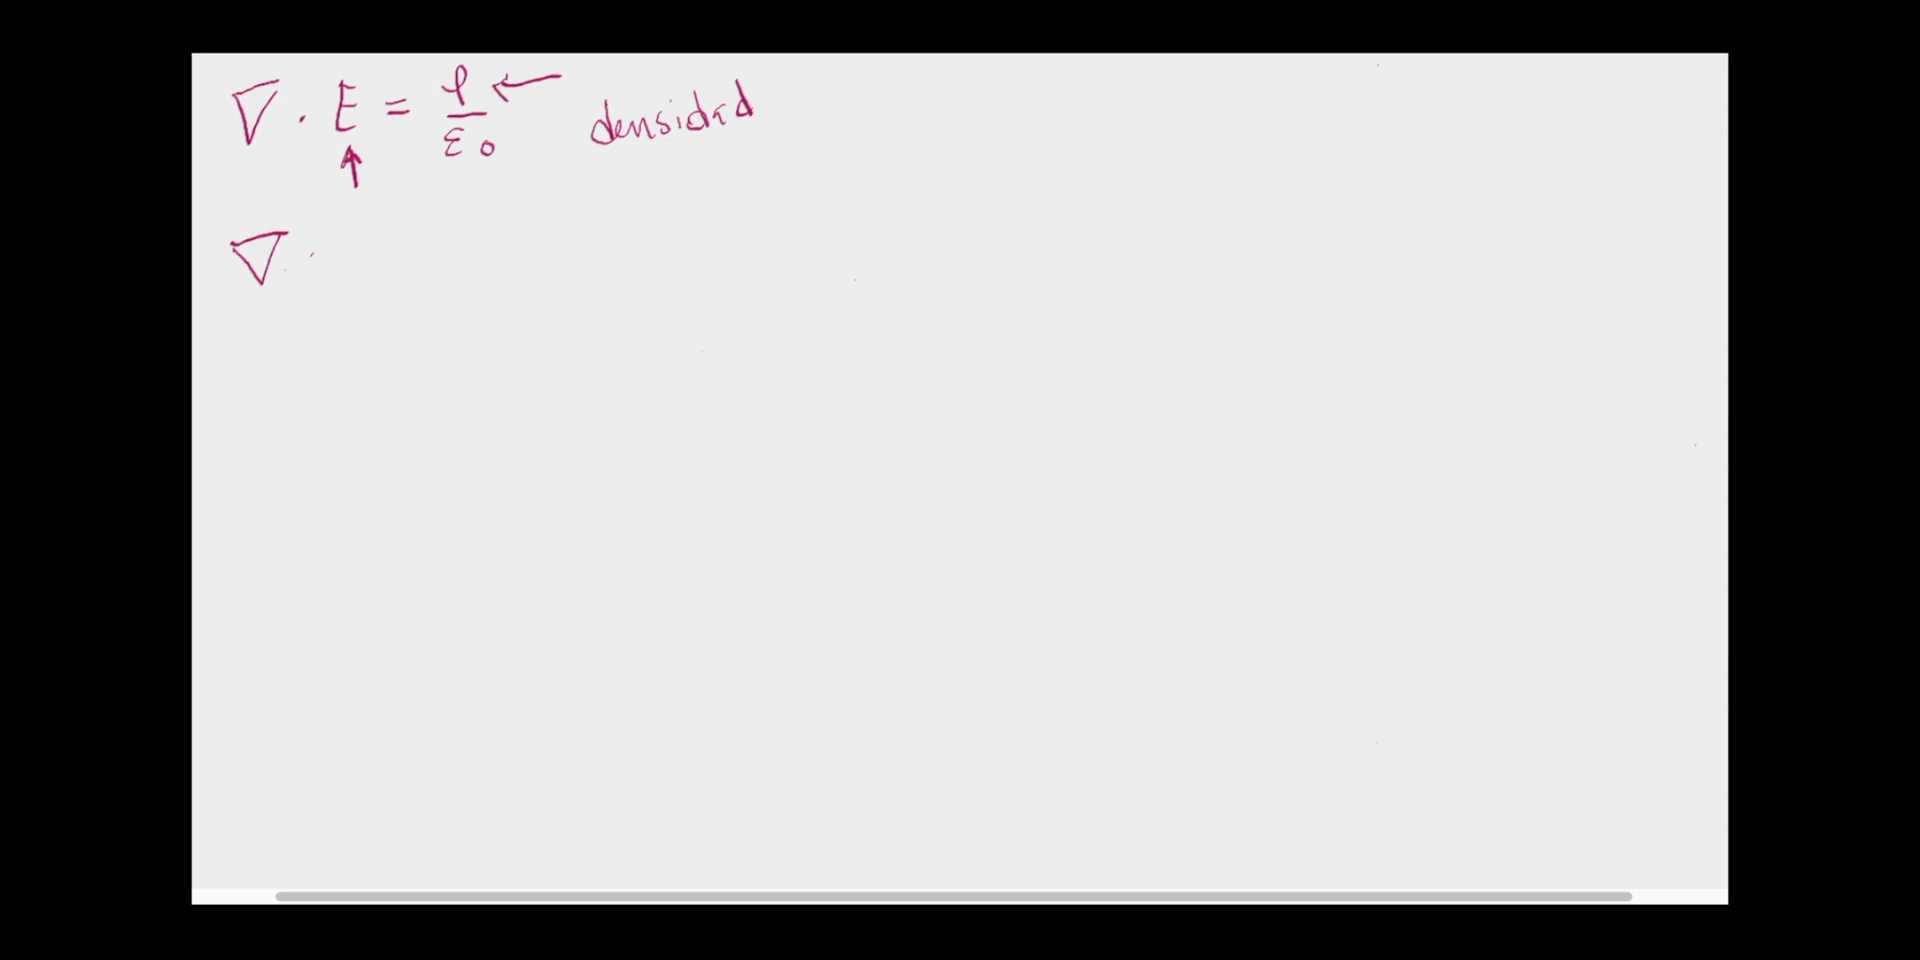 ∇ · E = φ/ε₀ ← densidad
↑
∇ ·